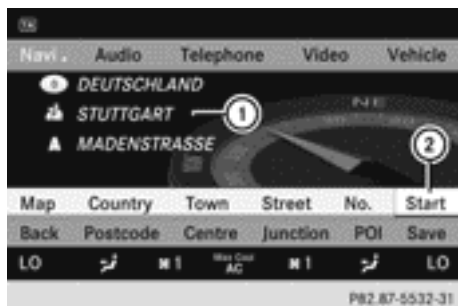 Navi Audio Telephone Video Vehicle
DEUTSCHLAND
STUTTGART 1
MADENSTRASSE
NE
2
Map Country Town Street No. Start
Back Postcode Centre Junction POI Save
LO 1 Max Cool AC 1 LO
P82.87-5532-31